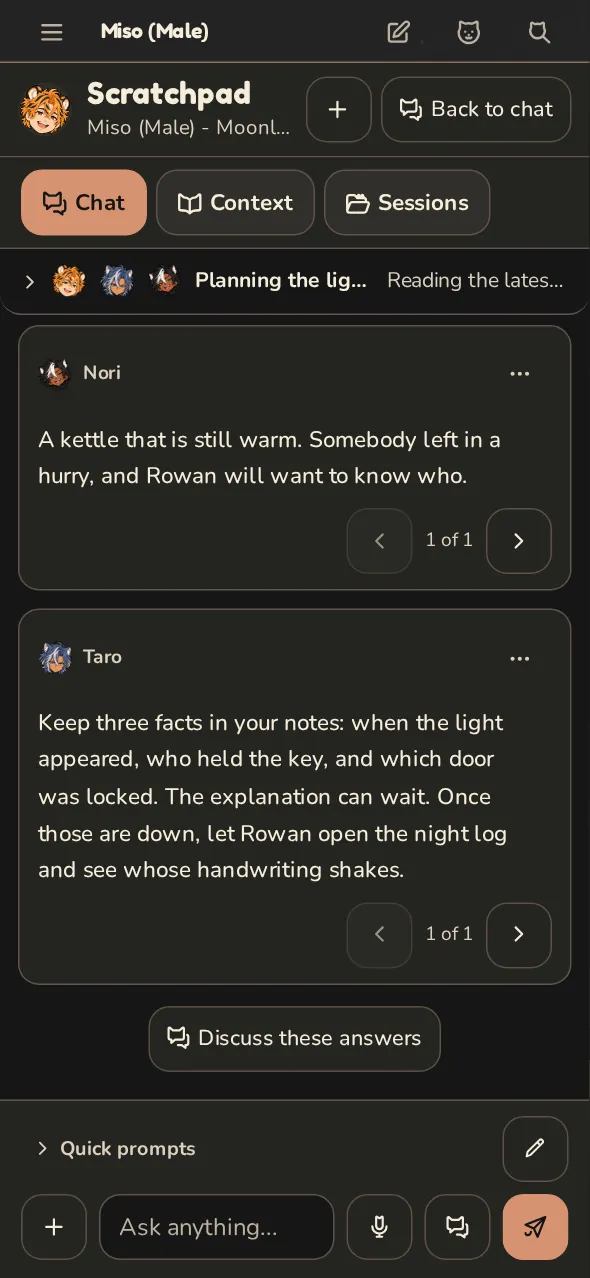 Miso (Male)
Scratchpad
Miso (Male) - Moonl...
Back to chat
Chat
Context
Sessions
Planning the lig...
Reading the lates...
Nori
A kettle that is still warm. Somebody left in a
hurry, and Rowan will want to know who.
1 of 1
Taro
Keep three facts in your notes: when the light
appeared, who held the key, and which door
was locked. The explanation can wait. Once
those are down, let Rowan open the night log
and see whose handwriting shakes.
1 of 1
Discuss these answers
Quick prompts
Ask anything...